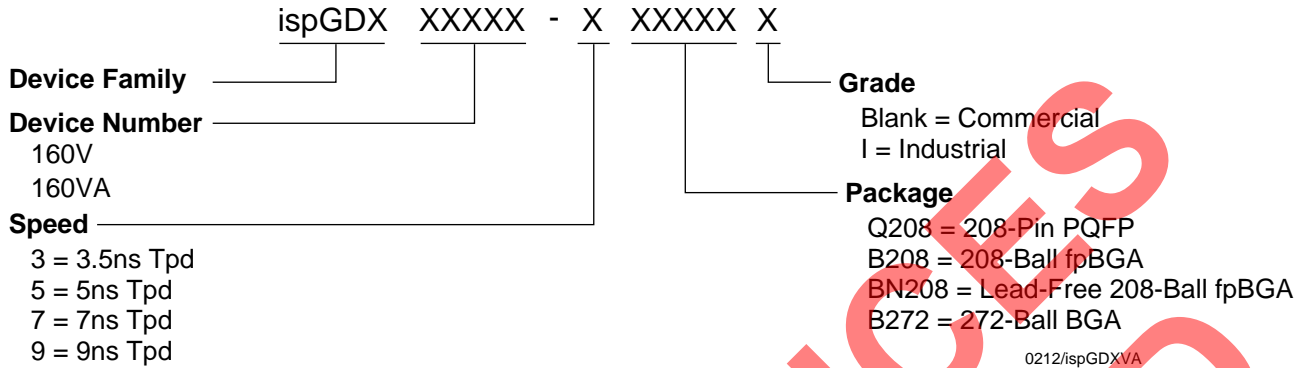 ispGDX XXXXX - X XXXXX X
Device Family
Device Number
160V
160VA
Speed
3 = 3.5ns Tpd
5 = 5ns Tpd
7 = 7ns Tpd
9 = 9ns Tpd
Grade
Blank = Commercial
I = Industrial
Package
Q208 = 208-Pin PQFP
B208 = 208-Ball fpBGA
BN208 = Lead-Free 208-Ball fpBGA
B272 = 272-Ball BGA
0212/ispGDXVA